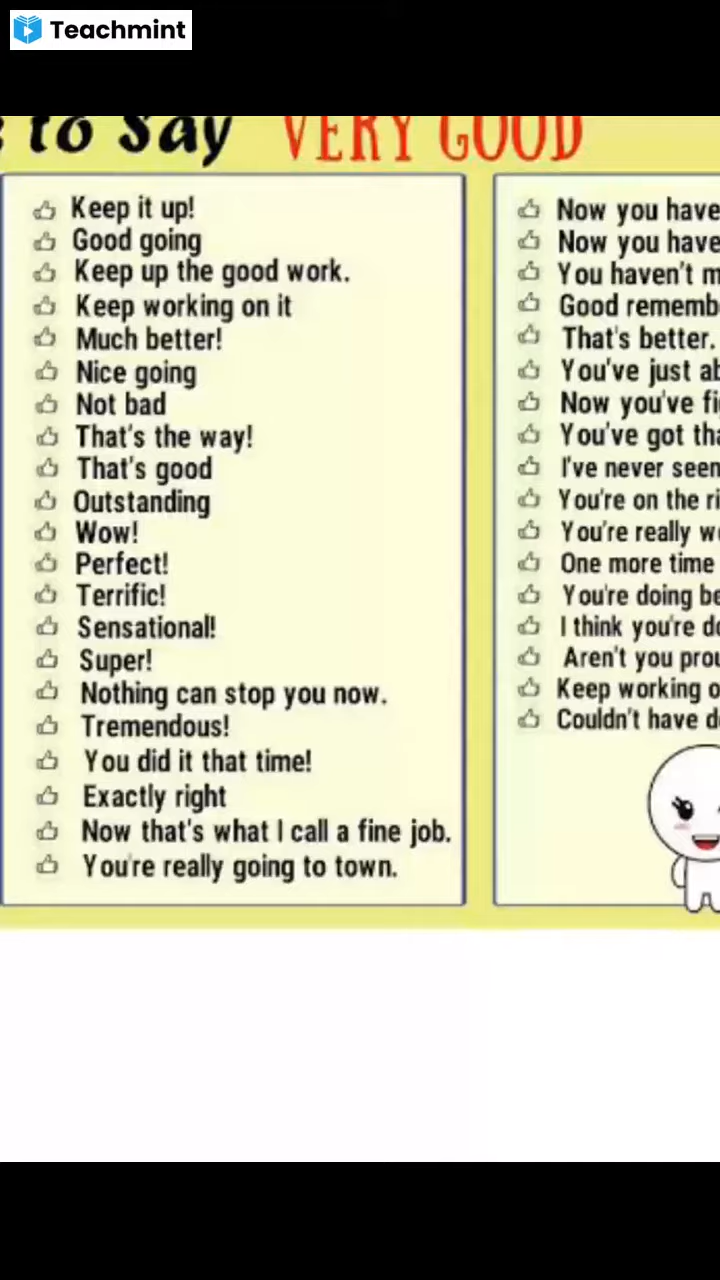 Teachmint
to Say VERY GOOD
Keep it up!
Good going
Keep up the good work.
Keep working on it
Much better!
Nice going
Not bad
That's the way!
That's good
Outstanding
Wow!
Perfect!
Terrific!
Sensational!
Super!
Nothing can stop you now.
Tremendous!
You did it that time!
Exactly right
Now that's what I call a fine job.
You're really going to town.
Now you have
Now you have
You haven't
Good
That's better.
You've just
Now you've
You've got
I've never seen
You're on the
You're really
One more time
You're doing
I think you're
Aren't you
Keep working
Couldn't have